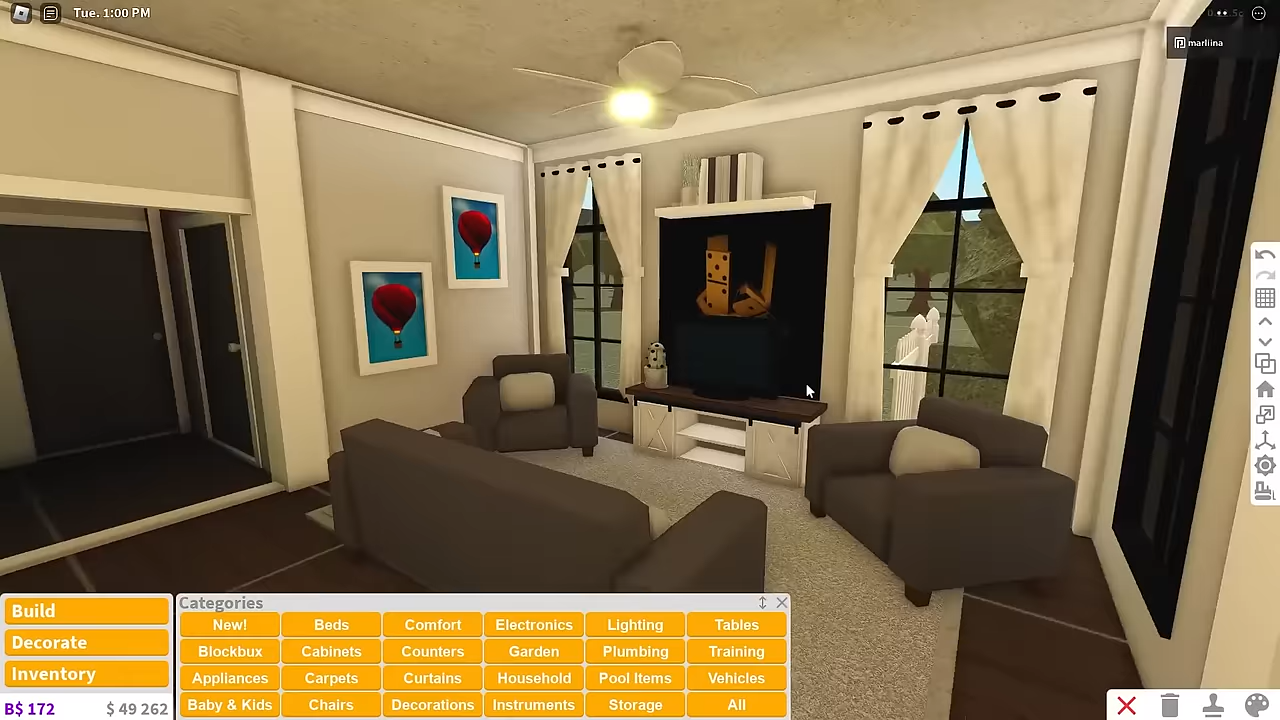 Tue. 1:00 PM
marliina
Build
Decorate
Inventory
B$ 172
$ 49 262
Categories
New!
Beds
Comfort
Electronics
Lighting
Tables
Blockbux
Cabinets
Counters
Garden
Plumbing
Training
Appliances
Carpets
Curtains
Household
Pool Items
Vehicles
Baby & Kids
Chairs
Decorations
Instruments
Storage
All